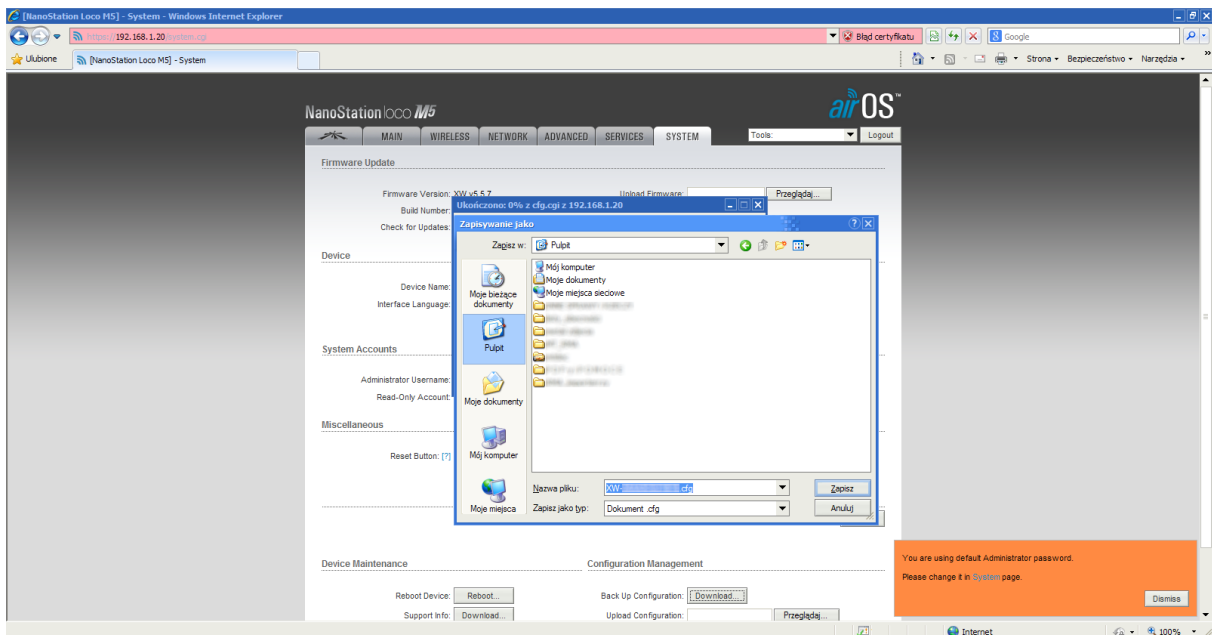 [NanoStation Loco M5] - System - Windows Internet Explorer
https://192.168.1.20/system.cgi
Błąd certyfikatu
Google
Ulubione
[NanoStation Loco M5] - System
Strona
Bezpieczeństwo
Narzędzia
NanoStation loco M5
airOS™
MAIN WIRELESS NETWORK ADVANCED SERVICES SYSTEM
Tools:
Logout
Firmware Update
Firmware Version: XW v5.5.7
Upload Firmware:
Przeglądaj...
Build Number:
Check for Updates:
Device
Device Name:
Interface Language:
System Accounts
Administrator Username:
Read-Only Account:
Miscellaneous
Reset Button: [?]
Ukończono: 0% z cfg.cgi z 192.168.1.20
Zapisywanie jako
Zapisz w: Pulpit
Moje bieżące dokumenty
Pulpit
Moje dokumenty
Mój komputer
Moje miejsca
Mój komputer
Moje dokumenty
Moje miejsca sieciowe
Nazwa pliku: XW- .cfg
Zapisz
Zapisz jako typ: Dokument .cfg
Anuluj
Device Maintenance
Configuration Management
Reboot Device: Reboot...
Back Up Configuration: Download...
Support Info: Download...
Upload Configuration: Przeglądaj...
You are using default Administrator password.
Please change it in System page.
Dismiss
Internet
100%